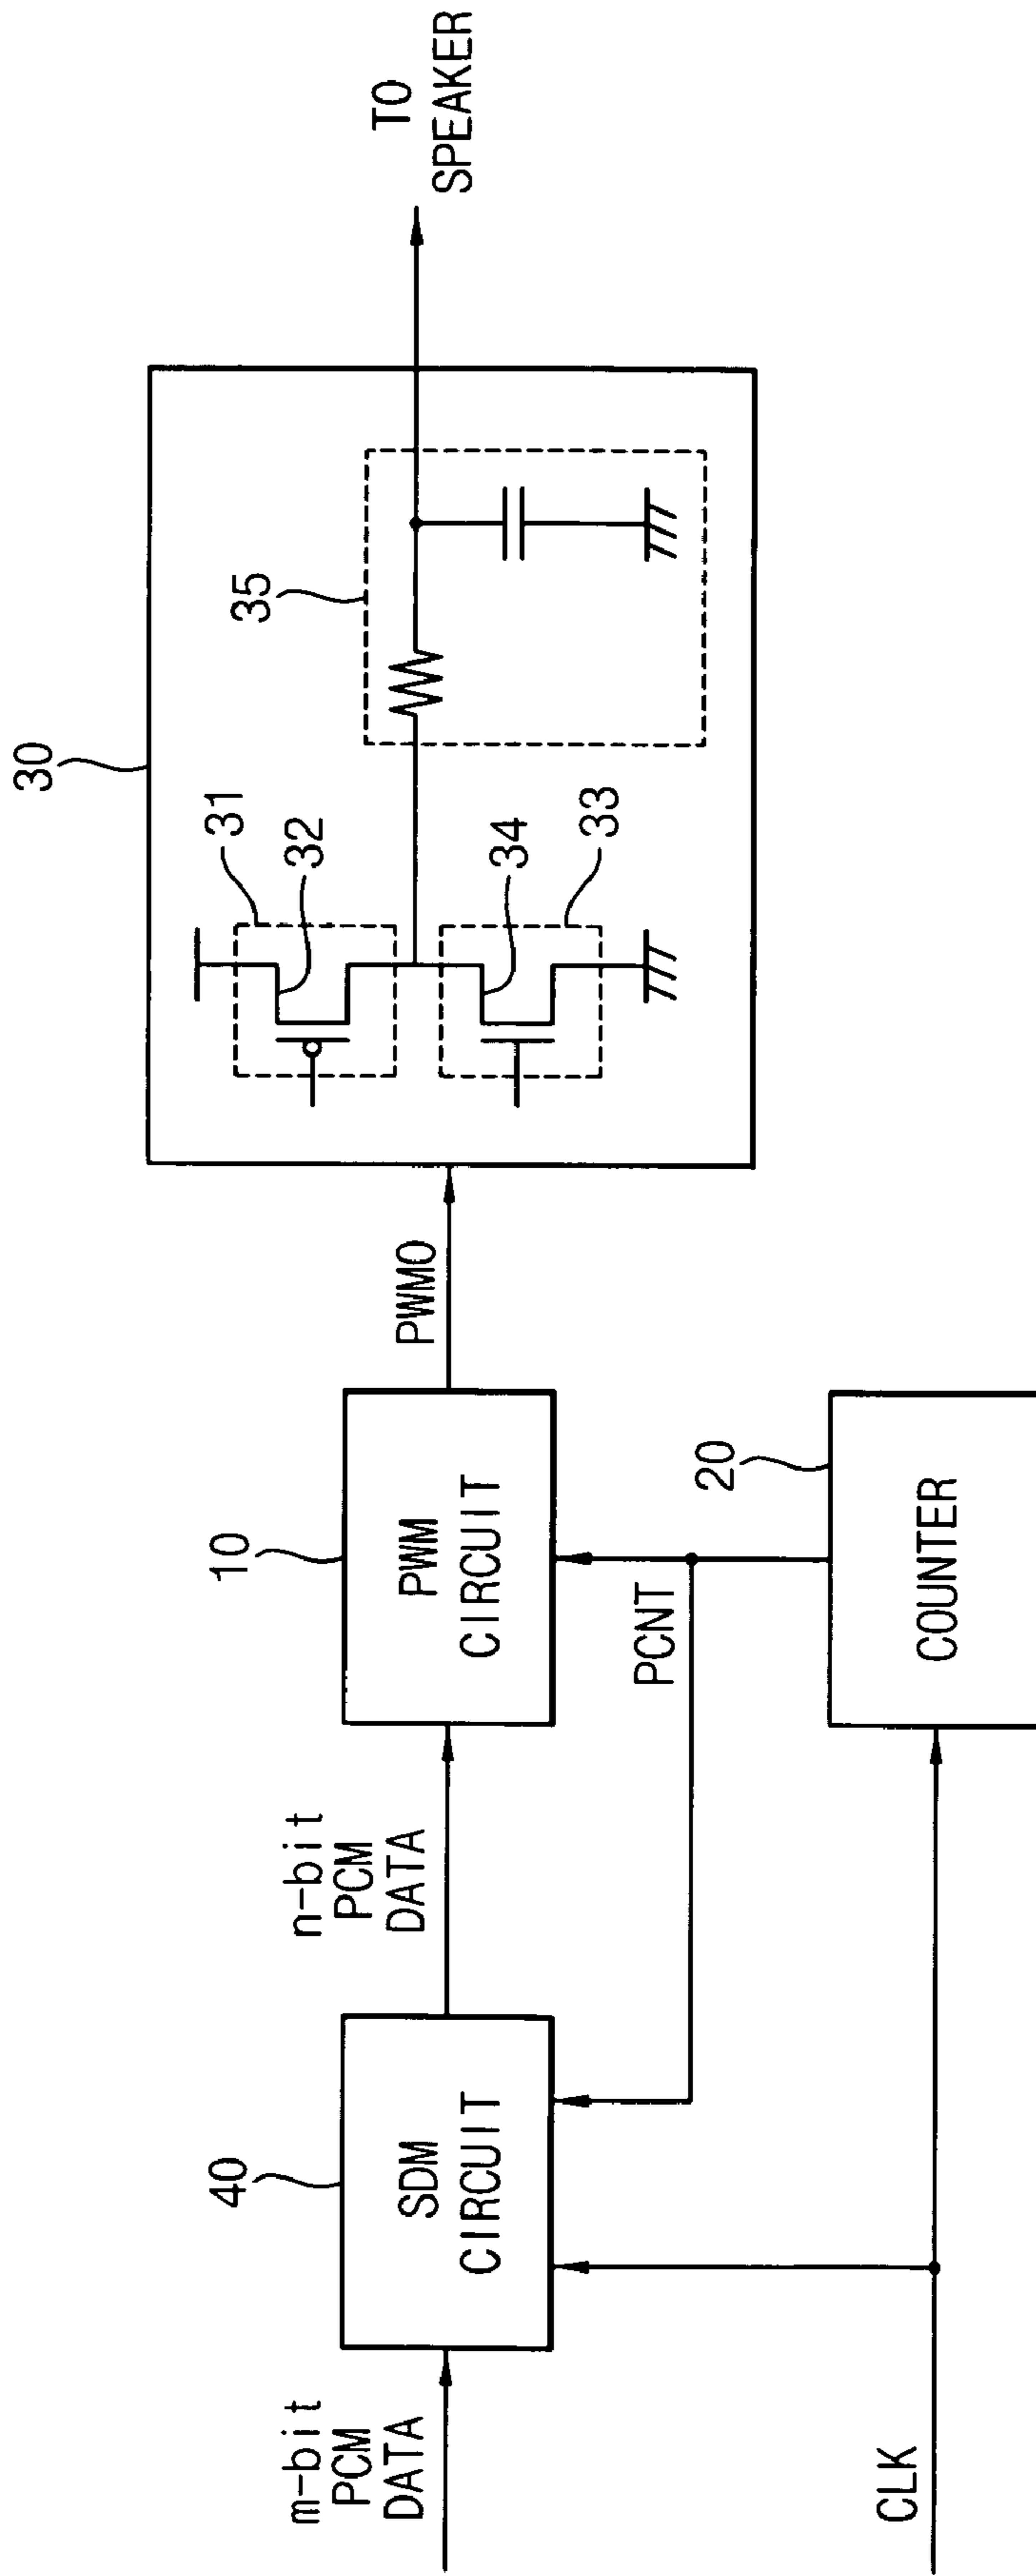 m-bit
PCM
DATA
40
SDM
CIRCUIT
n-bit
PCM
DATA
10
PWM
CIRCUIT
PWMO
30
31
32
34
33
35
TO
SPEAKER
CLK
PCNT
20
COUNTER